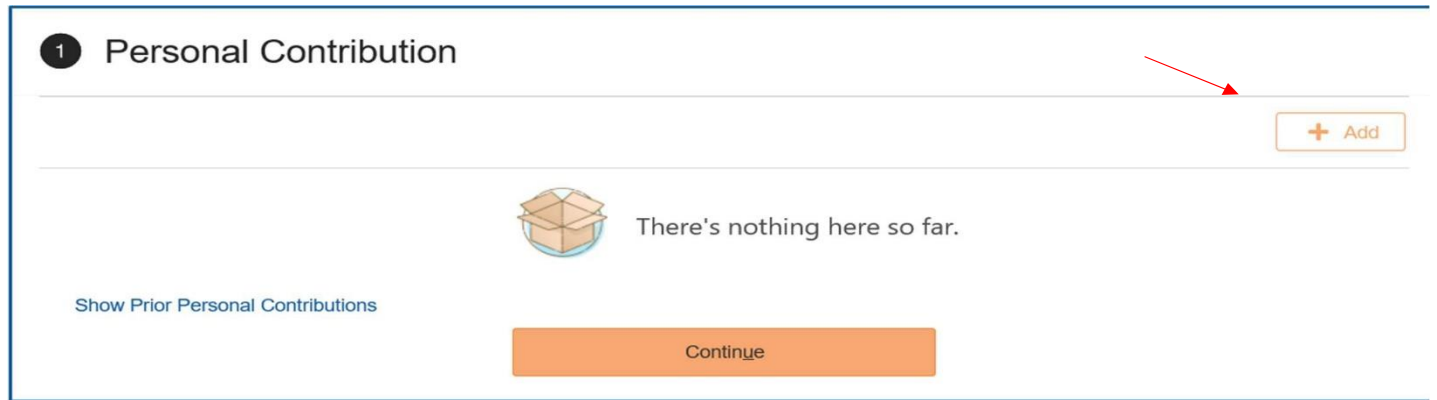 1 Personal Contribution
+ Add
There's nothing here so far.
Show Prior Personal Contributions
Continue